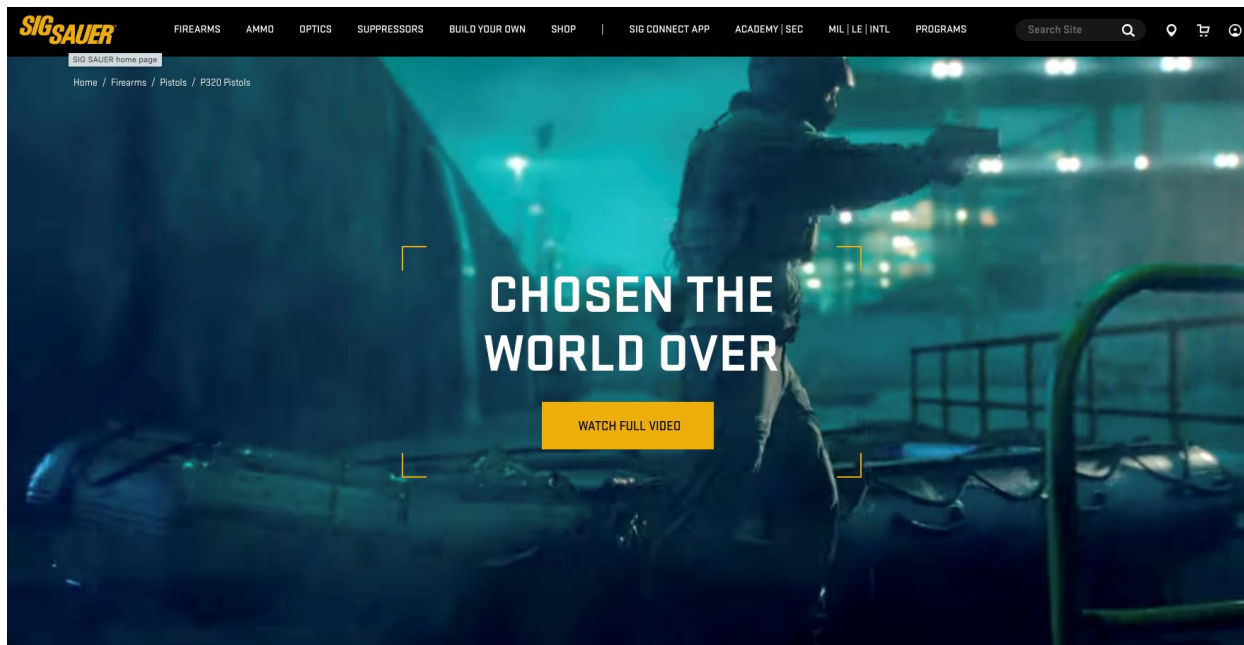 SIG SAUER
FIREARMS AMMO OPTICS SUPPRESSORS BUILD YOUR OWN SHOP | SIG CONNECT APP ACADEMY | SEC MIL | LE | INTL PROGRAMS Search Site
SIG SAUER home page
Home / Firearms / Pistols / P320 Pistols
CHOSEN THE
WORLD OVER
WATCH FULL VIDEO